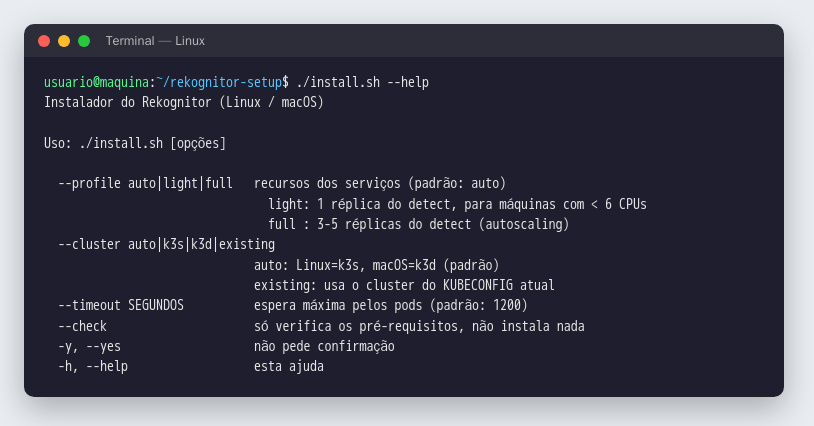 Terminal — Linux
usuario@maquina:~/rekognitor-setup$ ./install.sh --help
Instalador do Rekognitor (Linux / macOS)
Uso: ./install.sh [opções]
--profile auto|light|full   recursos dos serviços (padrão: auto)
light: 1 réplica do detect, para máquinas com < 6 CPUs
full : 3-5 réplicas do detect (autoscaling)
--cluster auto|k3s|k3d|existing
auto: Linux=k3s, macOS=k3d (padrão)
existing: usa o cluster do KUBECONFIG atual
--timeout SEGUNDOS          espera máxima pelos pods (padrão: 1200)
--check                     só verifica os pré-requisitos, não instala nada
-y, --yes                   não pede confirmação
-h, --help                  esta ajuda